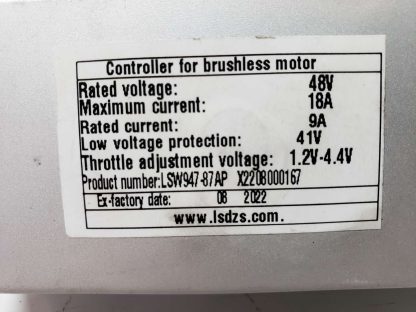 Controller for brushless motor
Rated voltage: 48V
Maximum current: 18A
Rated current: 9A
Low voltage protection: 41V
Throttle adjustment voltage: 1.2V-4.4V
Product number:LSW947-87AP X2208000167
Ex-factory date: 08 2022
www.lsdzs.com.